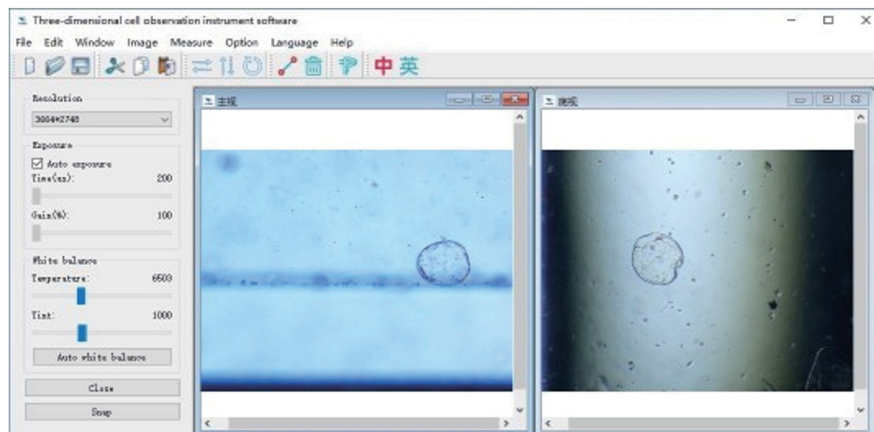 Three-dimensional cell observation instrument software
File Edit Window Image Measure Option Language Help
中 英
Resolution
3664*2748
Exposure
Auto exposure
Time(ms): 200
Gain(%): 100
White balance
Temperature: 6503
Tint: 1000
Auto white balance
Close
Snap
主视